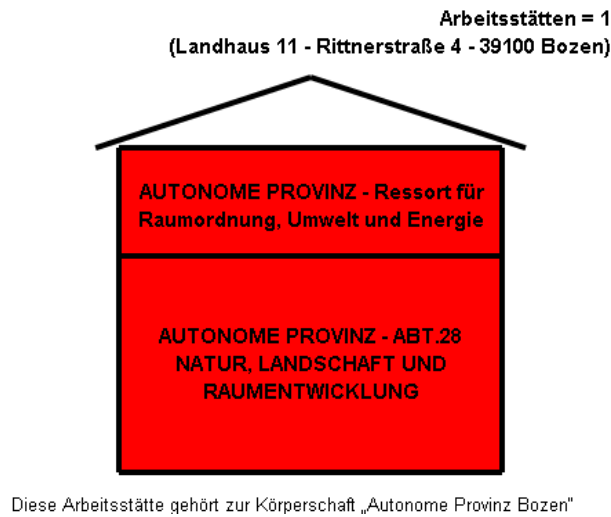 Arbeitsstätten = 1
(Landhaus 11 - Rittnerstraße 4 - 39100 Bozen)
AUTONOME PROVINZ - Ressort für
Raumordnung, Umwelt und Energie
AUTONOME PROVINZ - ABT.28
NATUR, LANDSCHAFT UND
RAUMENTWICKLUNG
Diese Arbeitsstätte gehört zur Körperschaft „Autonome Provinz Bozen"